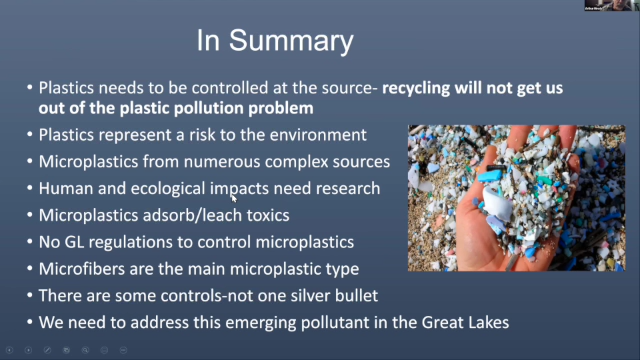 In Summary
• Plastics needs to be controlled at the source- recycling will not get us
out of the plastic pollution problem
• Plastics represent a risk to the environment
• Microplastics from numerous complex sources
• Human and ecological impacts need research
• Microplastics adsorb/leach toxics
• No GL regulations to control microplastics
• Microfibers are the main microplastic type
• There are some controls-not one silver bullet
• We need to address this emerging pollutant in the Great Lakes